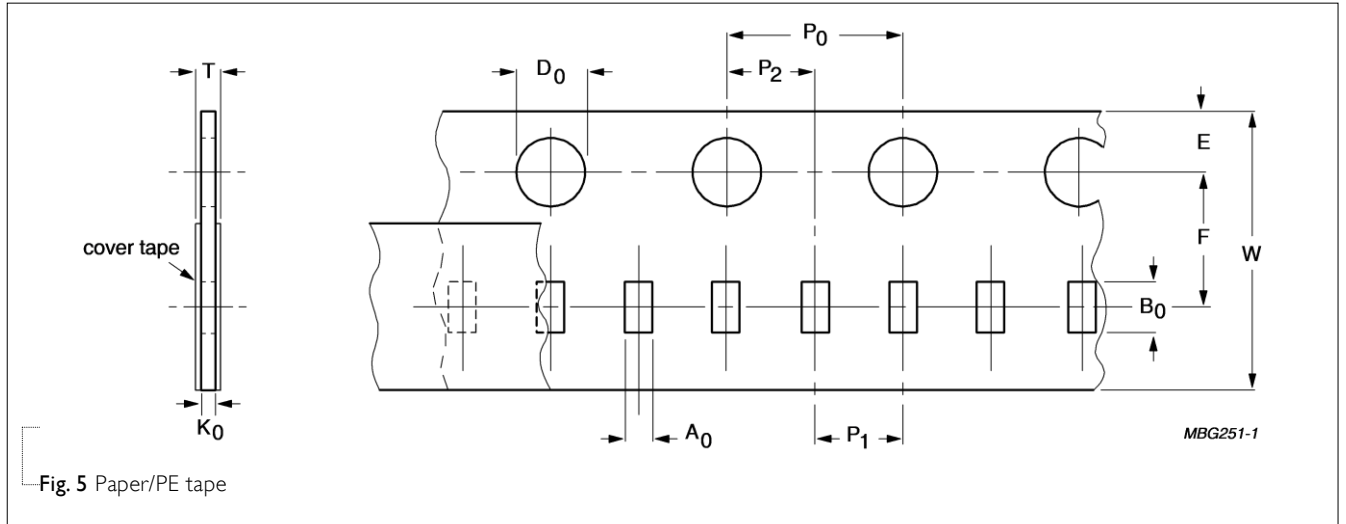 P0
T
D0
P2
E
cover tape
F
W
B0
K0
A0
P1
MBG251-1
Fig. 5 Paper/PE tape